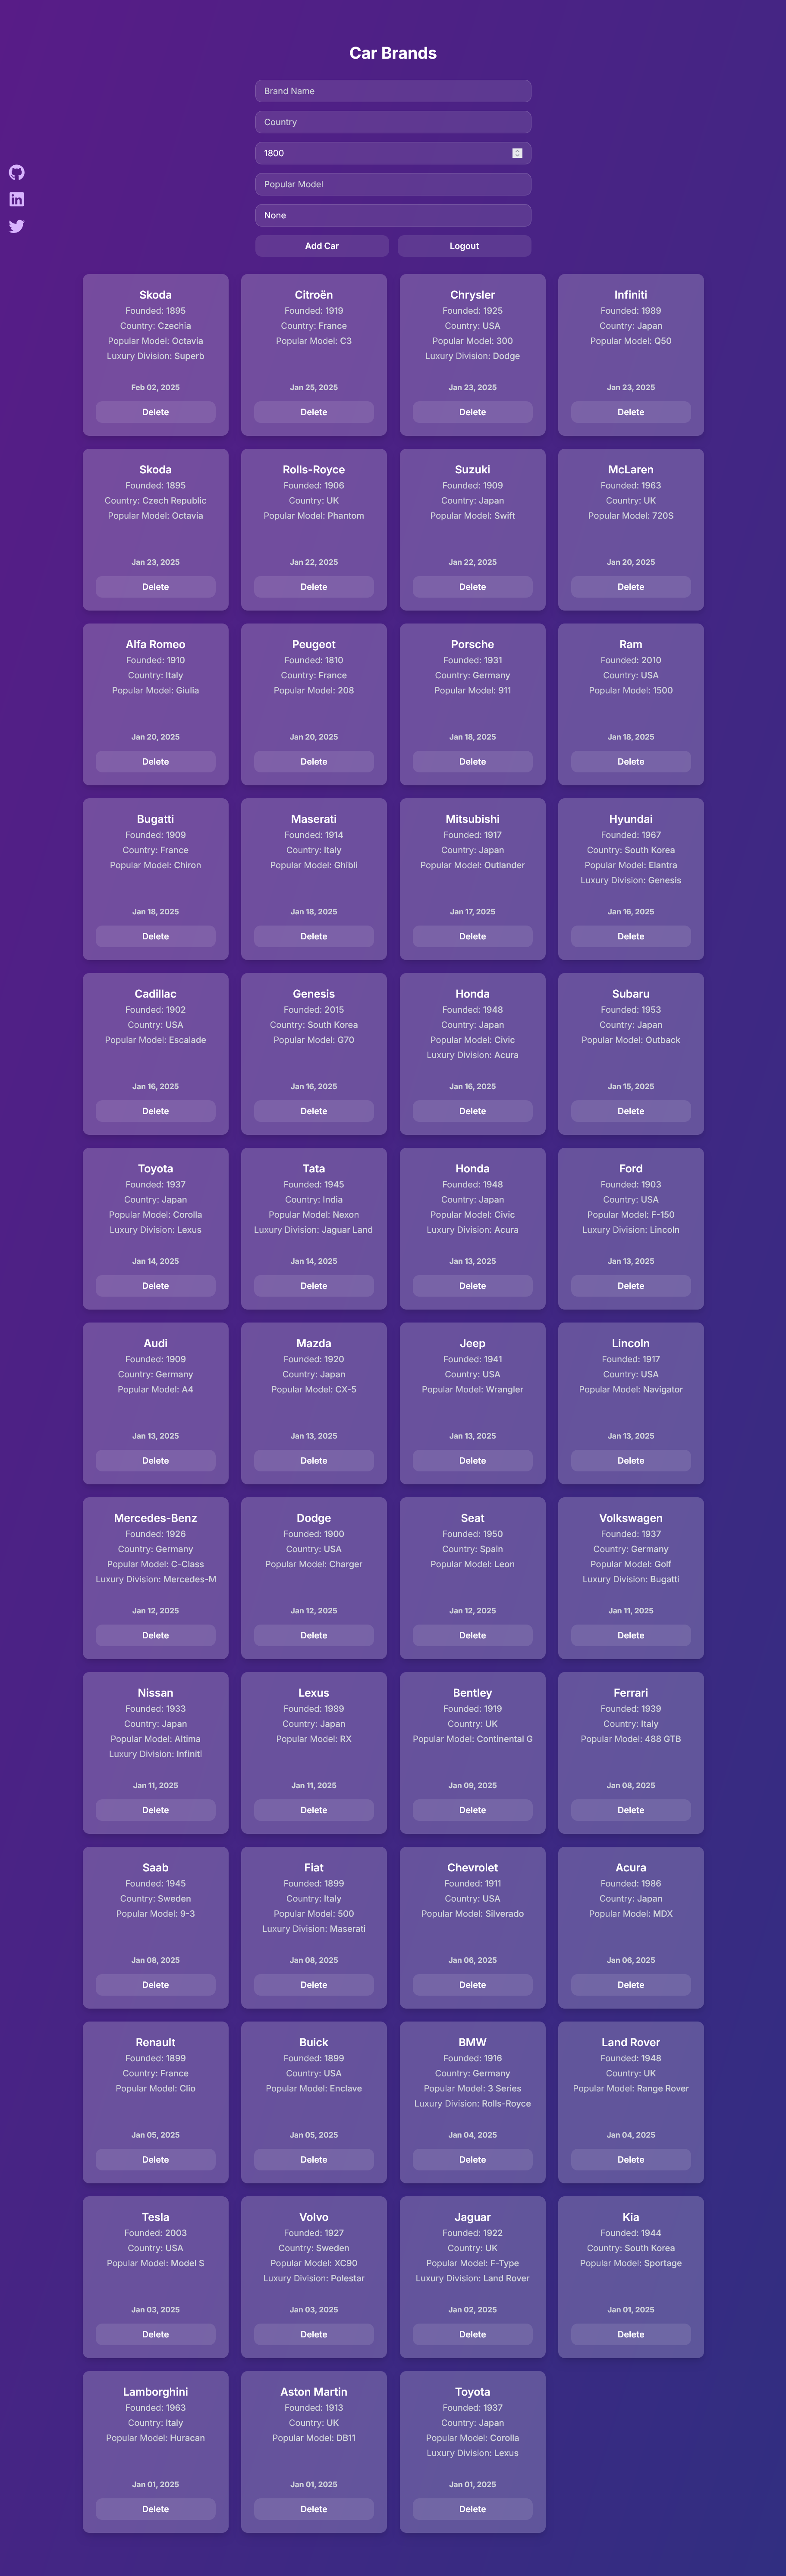 Car Brands
Brand Name
Country
1800
Popular Model
None
Add Car
Logout
Skoda
Founded: 1895
Country: Czechia
Popular Model: Octavia
Luxury Division: Superb
Feb 02, 2025
Delete
Citroën
Founded: 1919
Country: France
Popular Model: C3
Jan 25, 2025
Delete
Chrysler
Founded: 1925
Country: USA
Popular Model: 300
Luxury Division: Dodge
Jan 23, 2025
Delete
Infiniti
Founded: 1989
Country: Japan
Popular Model: Q50
Jan 23, 2025
Delete
Skoda
Founded: 1895
Country: Czech Republic
Popular Model: Octavia
Jan 23, 2025
Delete
Rolls-Royce
Founded: 1906
Country: UK
Popular Model: Phantom
Jan 22, 2025
Delete
Suzuki
Founded: 1909
Country: Japan
Popular Model: Swift
Jan 22, 2025
Delete
McLaren
Founded: 1963
Country: UK
Popular Model: 720S
Jan 20, 2025
Delete
Alfa Romeo
Founded: 1910
Country: Italy
Popular Model: Giulia
Jan 20, 2025
Delete
Peugeot
Founded: 1810
Country: France
Popular Model: 208
Jan 20, 2025
Delete
Porsche
Founded: 1931
Country: Germany
Popular Model: 911
Jan 18, 2025
Delete
Ram
Founded: 2010
Country: USA
Popular Model: 1500
Jan 18, 2025
Delete
Bugatti
Founded: 1909
Country: France
Popular Model: Chiron
Jan 18, 2025
Delete
Maserati
Founded: 1914
Country: Italy
Popular Model: Ghibli
Jan 18, 2025
Delete
Mitsubishi
Founded: 1917
Country: Japan
Popular Model: Outlander
Jan 17, 2025
Delete
Hyundai
Founded: 1967
Country: South Korea
Popular Model: Elantra
Luxury Division: Genesis
Jan 16, 2025
Delete
Cadillac
Founded: 1902
Country: USA
Popular Model: Escalade
Jan 16, 2025
Delete
Genesis
Founded: 2015
Country: South Korea
Popular Model: G70
Jan 16, 2025
Delete
Honda
Founded: 1948
Country: Japan
Popular Model: Civic
Luxury Division: Acura
Jan 16, 2025
Delete
Subaru
Founded: 1953
Country: Japan
Popular Model: Outback
Jan 15, 2025
Delete
Toyota
Founded: 1937
Country: Japan
Popular Model: Corolla
Luxury Division: Lexus
Jan 14, 2025
Delete
Tata
Founded: 1945
Country: India
Popular Model: Nexon
Luxury Division: Jaguar Land
Jan 14, 2025
Delete
Honda
Founded: 1948
Country: Japan
Popular Model: Civic
Luxury Division: Acura
Jan 13, 2025
Delete
Ford
Founded: 1903
Country: USA
Popular Model: F-150
Luxury Division: Lincoln
Jan 13, 2025
Delete
Audi
Founded: 1909
Country: Germany
Popular Model: A4
Jan 13, 2025
Delete
Mazda
Founded: 1920
Country: Japan
Popular Model: CX-5
Jan 13, 2025
Delete
Jeep
Founded: 1941
Country: USA
Popular Model: Wrangler
Jan 13, 2025
Delete
Lincoln
Founded: 1917
Country: USA
Popular Model: Navigator
Jan 13, 2025
Delete
Mercedes-Benz
Founded: 1926
Country: Germany
Popular Model: C-Class
Luxury Division: Mercedes-M
Jan 12, 2025
Delete
Dodge
Founded: 1900
Country: USA
Popular Model: Charger
Jan 12, 2025
Delete
Seat
Founded: 1950
Country: Spain
Popular Model: Leon
Jan 12, 2025
Delete
Volkswagen
Founded: 1937
Country: Germany
Popular Model: Golf
Luxury Division: Bugatti
Jan 11, 2025
Delete
Nissan
Founded: 1933
Country: Japan
Popular Model: Altima
Luxury Division: Infiniti
Jan 11, 2025
Delete
Lexus
Founded: 1989
Country: Japan
Popular Model: RX
Jan 11, 2025
Delete
Bentley
Founded: 1919
Country: UK
Popular Model: Continental G
Jan 09, 2025
Delete
Ferrari
Founded: 1939
Country: Italy
Popular Model: 488 GTB
Jan 08, 2025
Delete
Saab
Founded: 1945
Country: Sweden
Popular Model: 9-3
Jan 08, 2025
Delete
Fiat
Founded: 1899
Country: Italy
Popular Model: 500
Luxury Division: Maserati
Jan 08, 2025
Delete
Chevrolet
Founded: 1911
Country: USA
Popular Model: Silverado
Jan 06, 2025
Delete
Acura
Founded: 1986
Country: Japan
Popular Model: MDX
Jan 06, 2025
Delete
Renault
Founded: 1899
Country: France
Popular Model: Clio
Jan 05, 2025
Delete
Buick
Founded: 1899
Country: USA
Popular Model: Enclave
Jan 05, 2025
Delete
BMW
Founded: 1916
Country: Germany
Popular Model: 3 Series
Luxury Division: Rolls-Royce
Jan 04, 2025
Delete
Land Rover
Founded: 1948
Country: UK
Popular Model: Range Rover
Jan 04, 2025
Delete
Tesla
Founded: 2003
Country: USA
Popular Model: Model S
Jan 03, 2025
Delete
Volvo
Founded: 1927
Country: Sweden
Popular Model: XC90
Luxury Division: Polestar
Jan 03, 2025
Delete
Jaguar
Founded: 1922
Country: UK
Popular Model: F-Type
Luxury Division: Land Rover
Jan 02, 2025
Delete
Kia
Founded: 1944
Country: South Korea
Popular Model: Sportage
Jan 01, 2025
Delete
Lamborghini
Founded: 1963
Country: Italy
Popular Model: Huracan
Jan 01, 2025
Delete
Aston Martin
Founded: 1913
Country: UK
Popular Model: DB11
Jan 01, 2025
Delete
Toyota
Founded: 1937
Country: Japan
Popular Model: Corolla
Luxury Division: Lexus
Jan 01, 2025
Delete